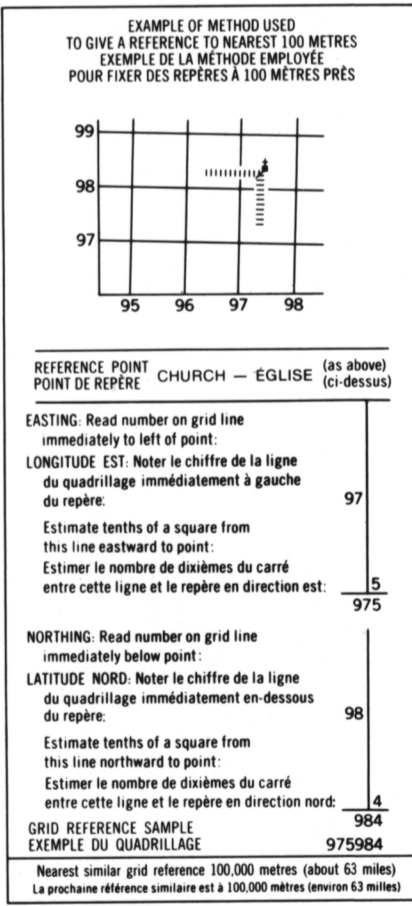 EXAMPLE OF METHOD USED
TO GIVE A REFERENCE TO NEAREST 100 METRES
EXEMPLE DE LA MÉTHODE EMPLOYÉE
POUR FIXER DES REPÈRES À 100 MÈTRES PRÈS
99
98
97
95 96 97 98
REFERENCE POINT
POINT DE REPÈRE
CHURCH — ÉGLISE
(as above)
(ci-dessus)
EASTING: Read number on grid line
immediately to left of point:
LONGITUDE EST: Noter le chiffre de la ligne
du quadrillage immédiatement à gauche
du repère: 97
Estimate tenths of a square from
this line eastward to point:
Estimer le nombre de dixièmes du carré
entre cette ligne et le repère en direction est: 5
975
NORTHING: Read number on grid line
immediately below point:
LATITUDE NORD: Noter le chiffre de la ligne
du quadrillage immédiatement en-dessous
du repère: 98
Estimate tenths of a square from
this line northward to point:
Estimer le nombre de dixièmes du carré
entre cette ligne et le repère en direction nord: 4
984
GRID REFERENCE SAMPLE
EXEMPLE DU QUADRILLAGE 975984
Nearest similar grid reference 100,000 metres (about 63 miles)
La prochaine référence similaire est à 100,000 mètres (environ 63 milles)